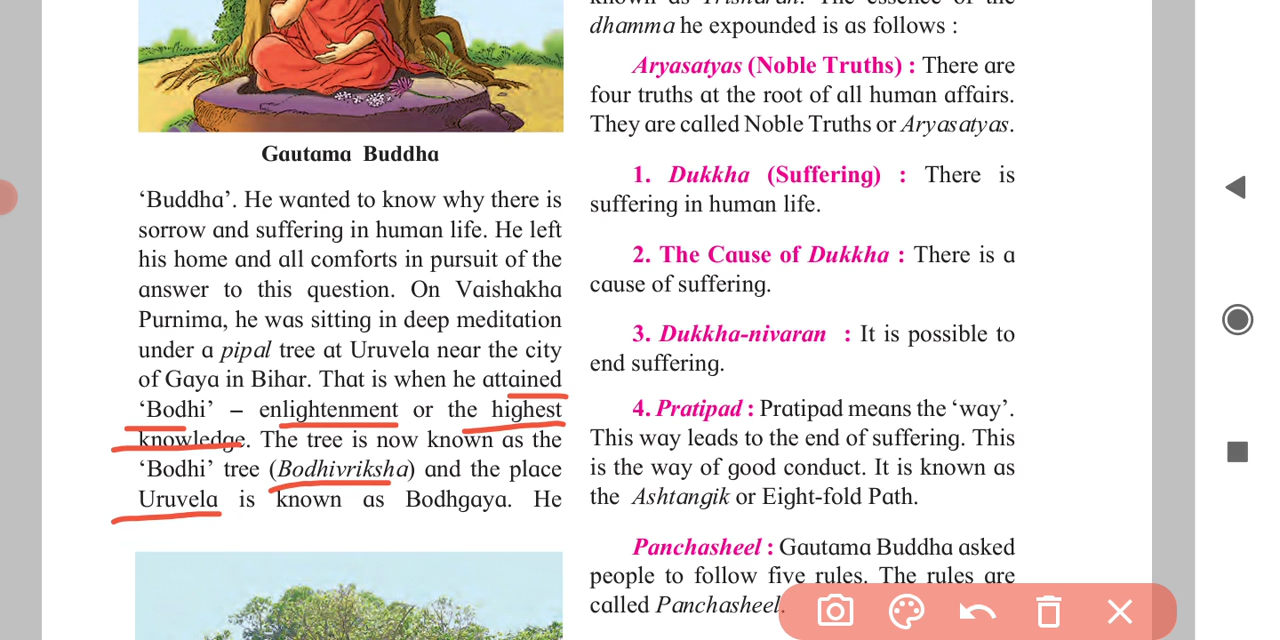 Gautama Buddha
‘Buddha’. He wanted to know why there is
sorrow and suffering in human life. He left
his home and all comforts in pursuit of the
answer to this question. On Vaishakha
Purnima, he was sitting in deep meditation
under a pipal tree at Uruvela near the city
of Gaya in Bihar. That is when he attained
‘Bodhi’ – enlightenment or the highest
knowledge. The tree is now known as the
‘Bodhi’ tree (Bodhivriksha) and the place
Uruvela is known as Bodhgaya. He
known as Trisharan. The essence of the
dhamma he expounded is as follows :
Aryasatyas (Noble Truths) : There are
four truths at the root of all human affairs.
They are called Noble Truths or Aryasatyas.
1. Dukkha (Suffering) : There is
suffering in human life.
2. The Cause of Dukkha : There is a
cause of suffering.
3. Dukkha-nivaran : It is possible to
end suffering.
4. Pratipad : Pratipad means the ‘way’.
This way leads to the end of suffering. This
is the way of good conduct. It is known as
the Ashtangik or Eight-fold Path.
Panchasheel : Gautama Buddha asked
people to follow five rules. The rules are
called Panchasheel.